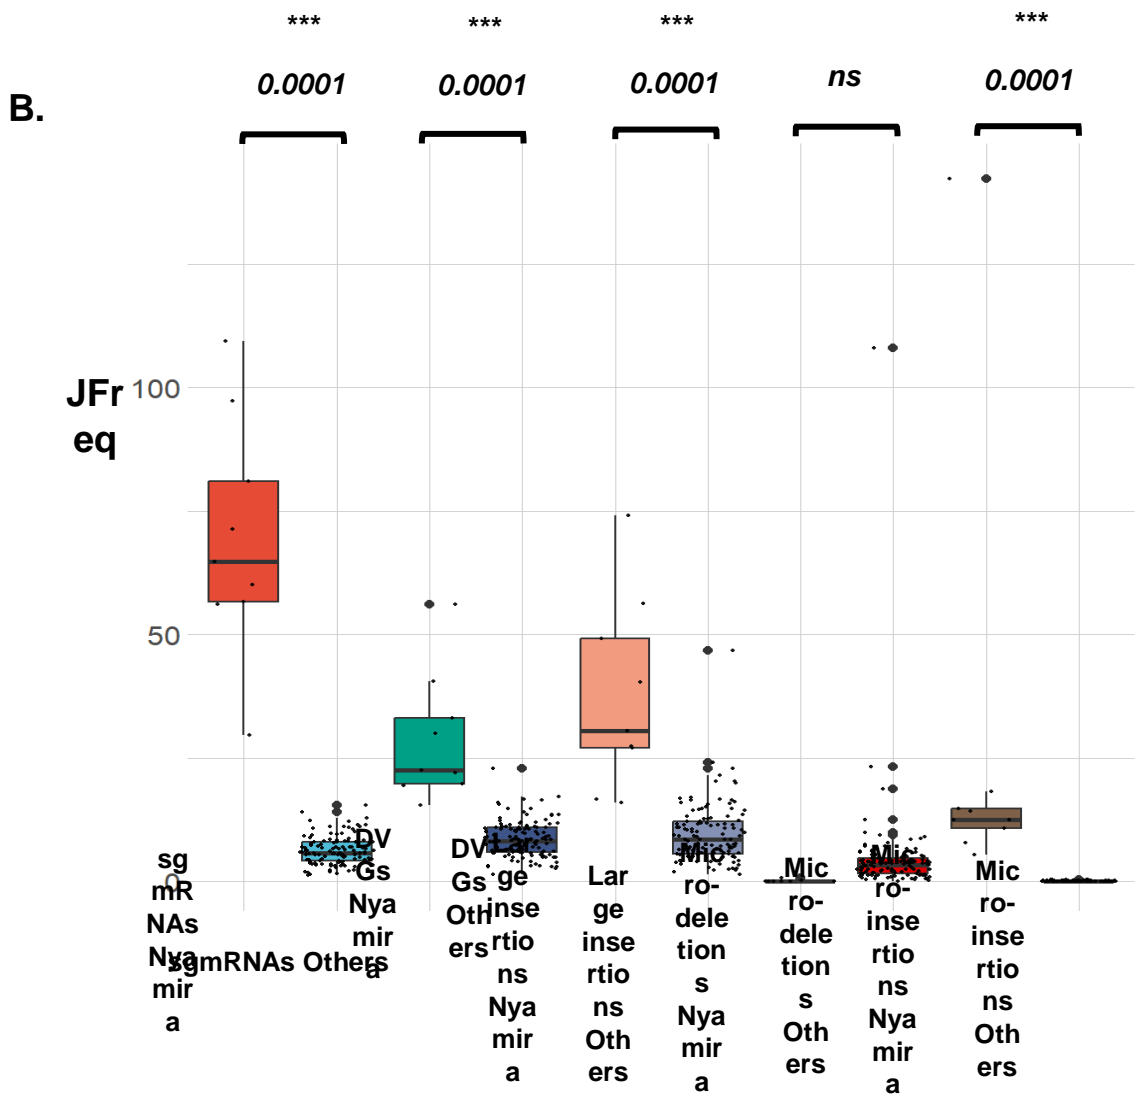 ***
***
***
***
0.0001
0.0001
0.0001
ns
0.0001
B.
JFr
eq
100
50
0
sg
mR
NAs
Nya
mir
a
sgmRNAs Others
DV
Gs
Nya
mir
a
DV
Gs
Oth
ers
Lar
ge
inse
rtio
ns
Nya
mir
a
Lar
ge
inse
rtio
ns
Oth
ers
Mic
ro-
dele
tion
s
Nya
mir
a
Mic
ro-
dele
tion
s
Oth
ers
Mic
ro-
inse
rtio
ns
Nya
mir
a
Mic
ro-
inse
rtio
ns
Oth
ers